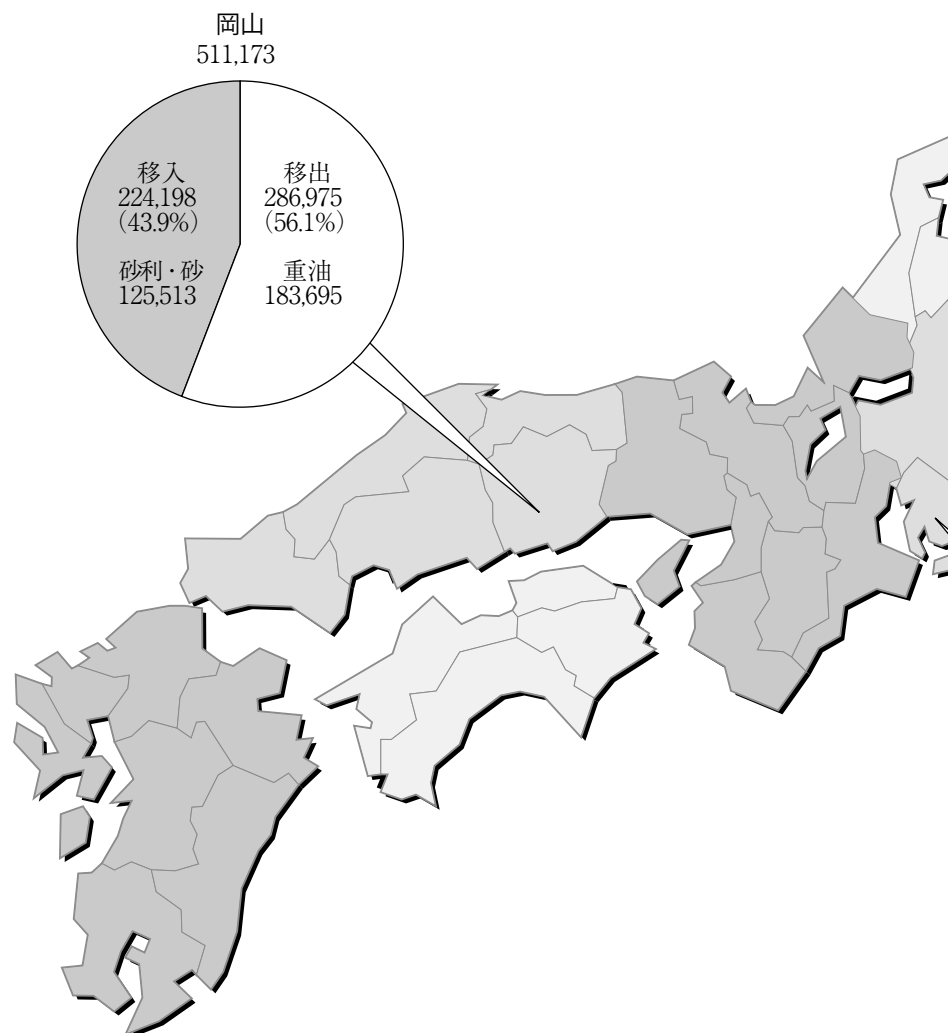 岡山
511,173
移入
224,198
(43.9%)
砂利・砂
125,513
移出
286,975
(56.1%)
重油
183,695